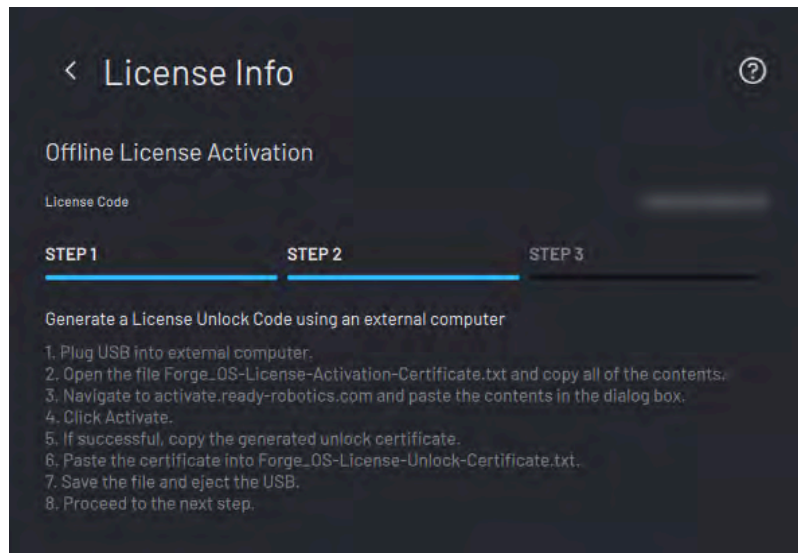 License Info
Offline License Activation
License Code
STEP 1 STEP 2 STEP 3
Generate a License Unlock Code using an external computer
1. Plug USB into external computer.
2. Open the file Forge_OS-License-Activation-Certificate.txt and copy all of the contents.
3. Navigate to activate.ready-robotics.com and paste the contents in the dialog box.
4. Click Activate.
5. If successful, copy the generated unlock certificate.
6. Paste the certificate into Forge_OS-License-Unlock-Certificate.txt.
7. Save the file and eject the USB.
8. Proceed to the next step.